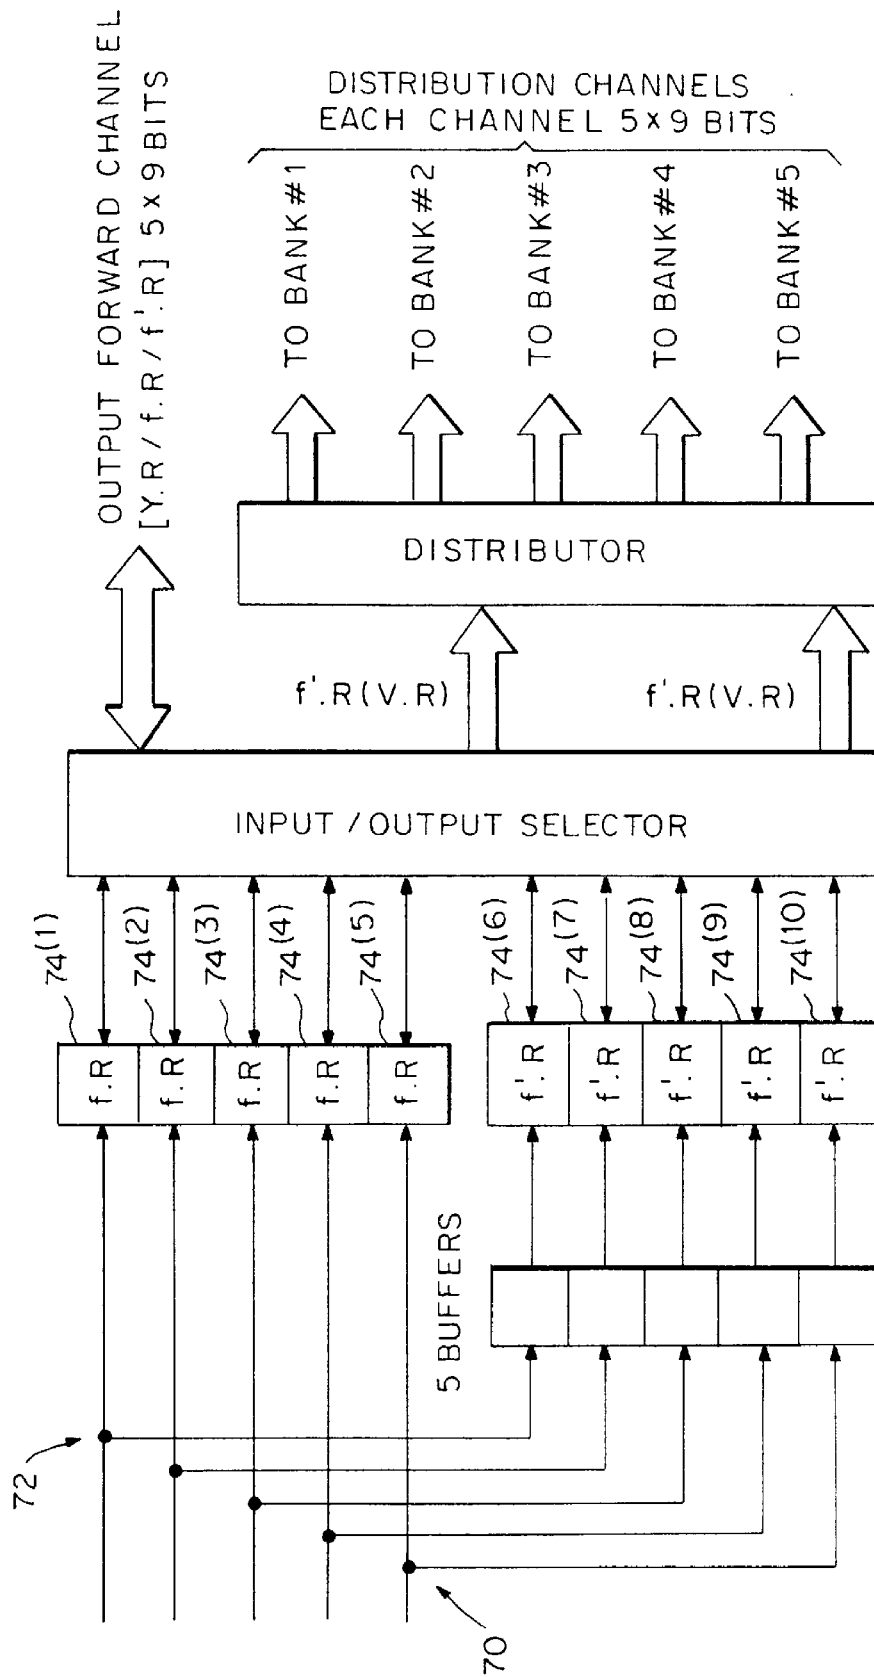 OUTPUT FORWARD CHANNEL
[Y.R/f.R/f'.R] 5×9 BITS
DISTRIBUTION CHANNELS
EACH CHANNEL 5×9 BITS
TO BANK#1
TO BANK#2
TO BANK#3
TO BANK#4
TO BANK#5
DISTRIBUTOR
f'.R(V.R)
f'.R(V.R)
INPUT/OUTPUT SELECTOR
74(1)
74(2)
74(3)
74(4)
74(5)
74(6)
74(7)
74(8)
74(9)
74(10)
f.R
f.R
f.R
f.R
f.R
f'.R
f'.R
f'.R
f'.R
f'.R
5 BUFFERS
72
70